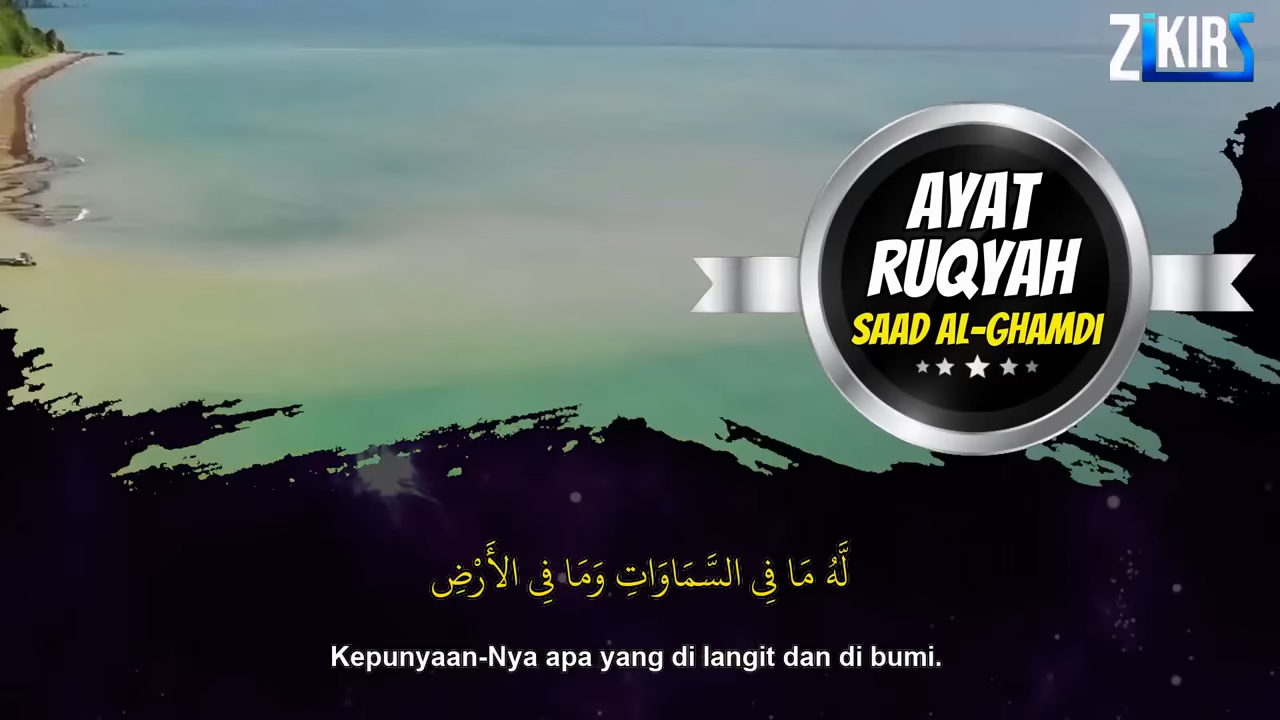 ZIKIRS
AYAT
RUQYAH
SAAD AL-GHAMDI
لَّهُ مَا فِي السَّمَاوَاتِ وَمَا فِي الأَرْضِ
Kepunyaan-Nya apa yang di langit dan di bumi.